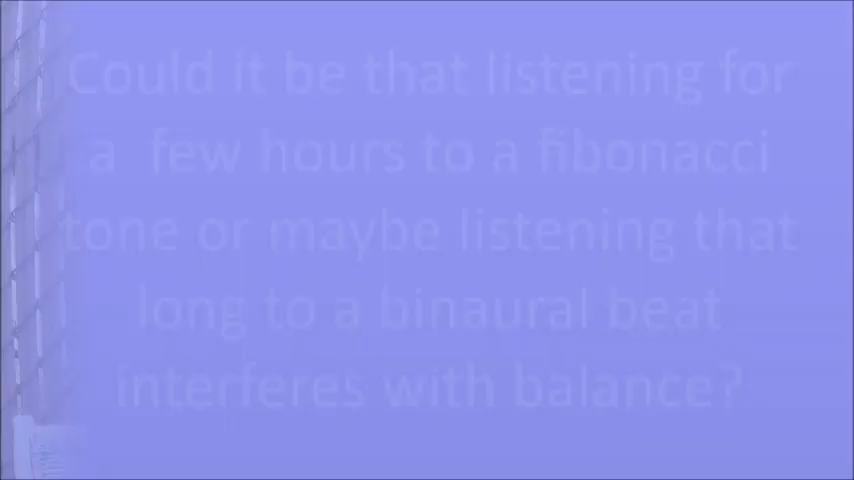 Could it be that listening for
a few hours to a fibonacci
tone or maybe listening that
long to a binaural beat
interferes with balance?